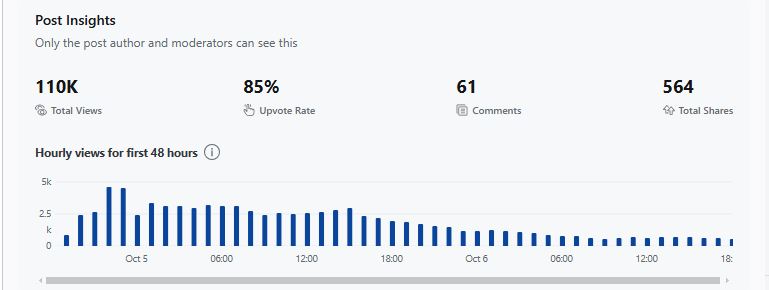 Post Insights
Only the post author and moderators can see this
110K 85% 61 564
Total Views Upvote Rate Comments Total Shares
Hourly views for first 48 hours
5k
2.5
k
0
Oct 5 06:00 12:00 18:00 Oct 6 06:00 12:00 18: